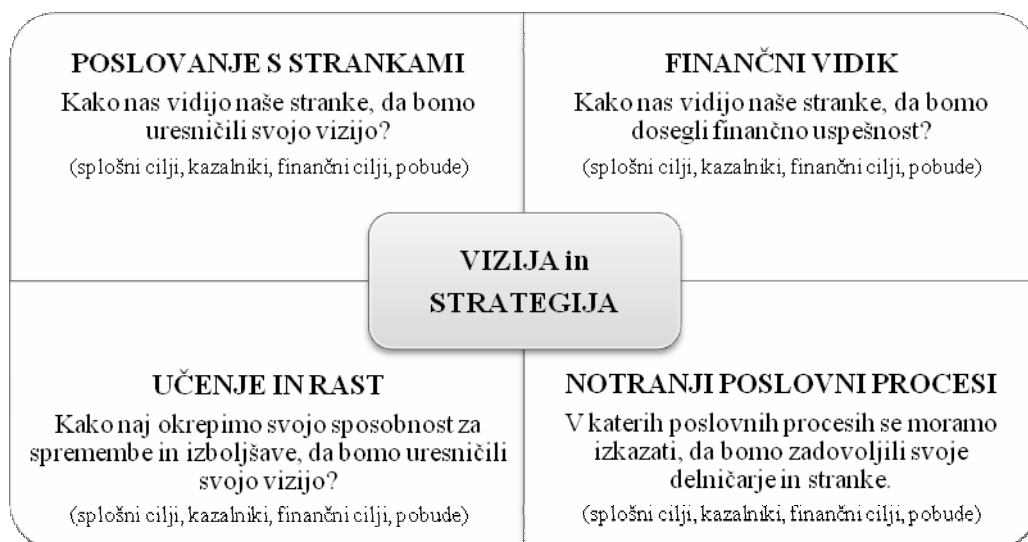 POSLOVANJE S STRANKAMI
Kako nas vidijo naše stranke, da bomo
uresničili svojo vizijo?
(splošni cilji, kazalniki, finančni cilji, pobude)
FINANČNI VIDIK
Kako nas vidijo naše stranke, da bomo
dosegli finančno uspešnost?
(splošni cilji, kazalniki, finančni cilji, pobude)
VIZIJA in
STRATEGIJA
UČENJE IN RAST
Kako naj okrepimo svojo sposobnost za
spremembe in izboljšave, da bomo uresničili
svojo vizijo?
(splošni cilji, kazalniki, finančni cilji, pobude)
NOTRANJI POSLOVNI PROCESI
V katerih poslovnih procesih se moramo
izkazati, da bomo zadovoljili svoje
delničarje in stranke.
(splošni cilji, kazalniki, finančni cilji, pobude)